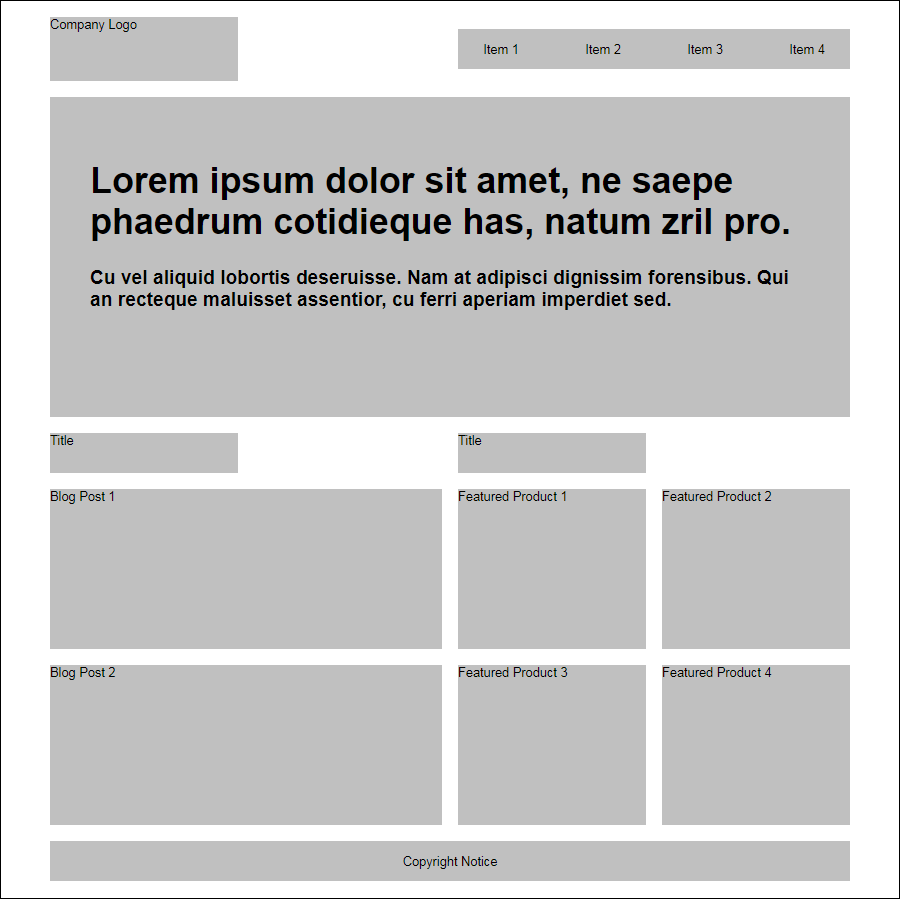 Company Logo
Item 1 Item 2 Item 3 Item 4
Lorem ipsum dolor sit amet, ne saepe
phaedrum cotidieque has, natum zril pro.
Cu vel aliquid lobortis deseruisse. Nam at adipisci dignissim forensibus. Qui
an recteque maluisset assentior, cu ferri aperiam imperdiet sed.
Title
Title
Blog Post 1
Featured Product 1
Featured Product 2
Blog Post 2
Featured Product 3
Featured Product 4
Copyright Notice